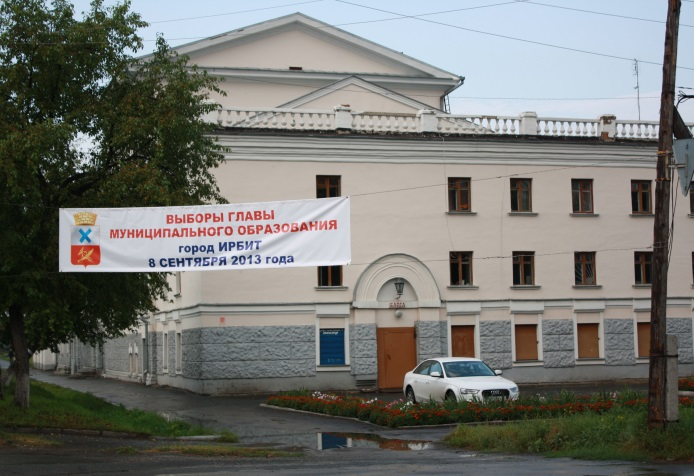 ВЫБОРЫ ГЛАВЫ
МУНИЦИПАЛЬНОГО ОБРАЗОВАНИЯ
город ИРБИТ
8 СЕНТЯБРЯ 2013 года